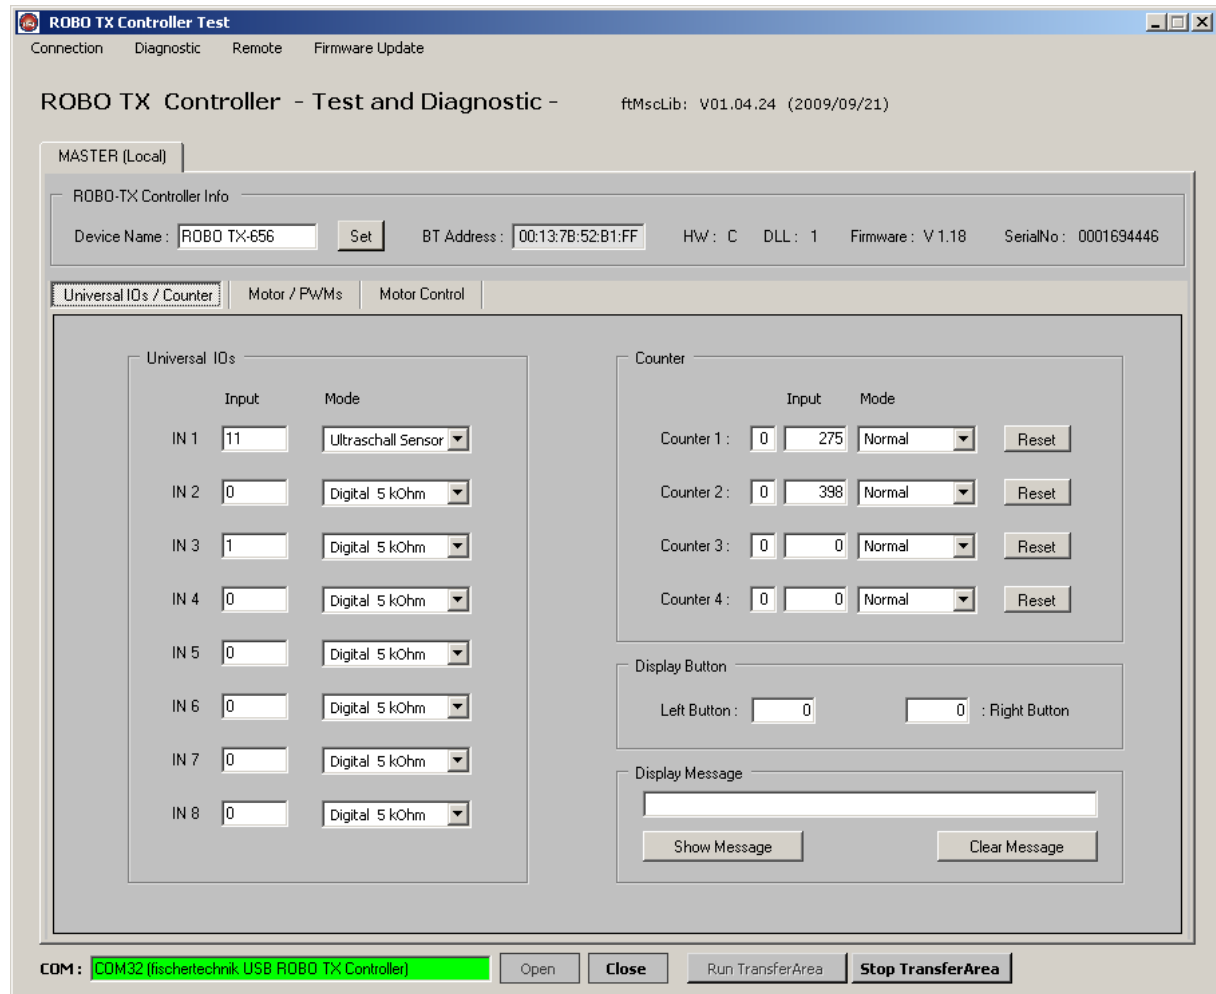 ROBO TX Controller Test
Connection Diagnostic Remote Firmware Update
ROBO TX Controller - Test and Diagnostic - ftMscLib: V01.04.24 (2009/09/21)
MASTER (Local)
ROBO-TX Controller Info
Device Name : ROBO TX-656 Set BT Address : 00:13:7B:52:B1:FF HW : C DLL : 1 Firmware : V 1.18 SerialNo : 0001694446
Universal IOs / Counter Motor / PWMs Motor Control
Universal IOs
Input Mode
IN 1 11 Ultraschall Sensor
IN 2 0 Digital 5 kOhm
IN 3 1 Digital 5 kOhm
IN 4 0 Digital 5 kOhm
IN 5 0 Digital 5 kOhm
IN 6 0 Digital 5 kOhm
IN 7 0 Digital 5 kOhm
IN 8 0 Digital 5 kOhm
Counter
Input Mode
Counter 1 : 0 275 Normal Reset
Counter 2 : 0 398 Normal Reset
Counter 3 : 0 0 Normal Reset
Counter 4 : 0 0 Normal Reset
Display Button
Left Button : 0 0 : Right Button
Display Message
Show Message Clear Message
COM : COM32 (fischertechnik USB ROBO TX Controller) Open Close Run TransferArea Stop TransferArea